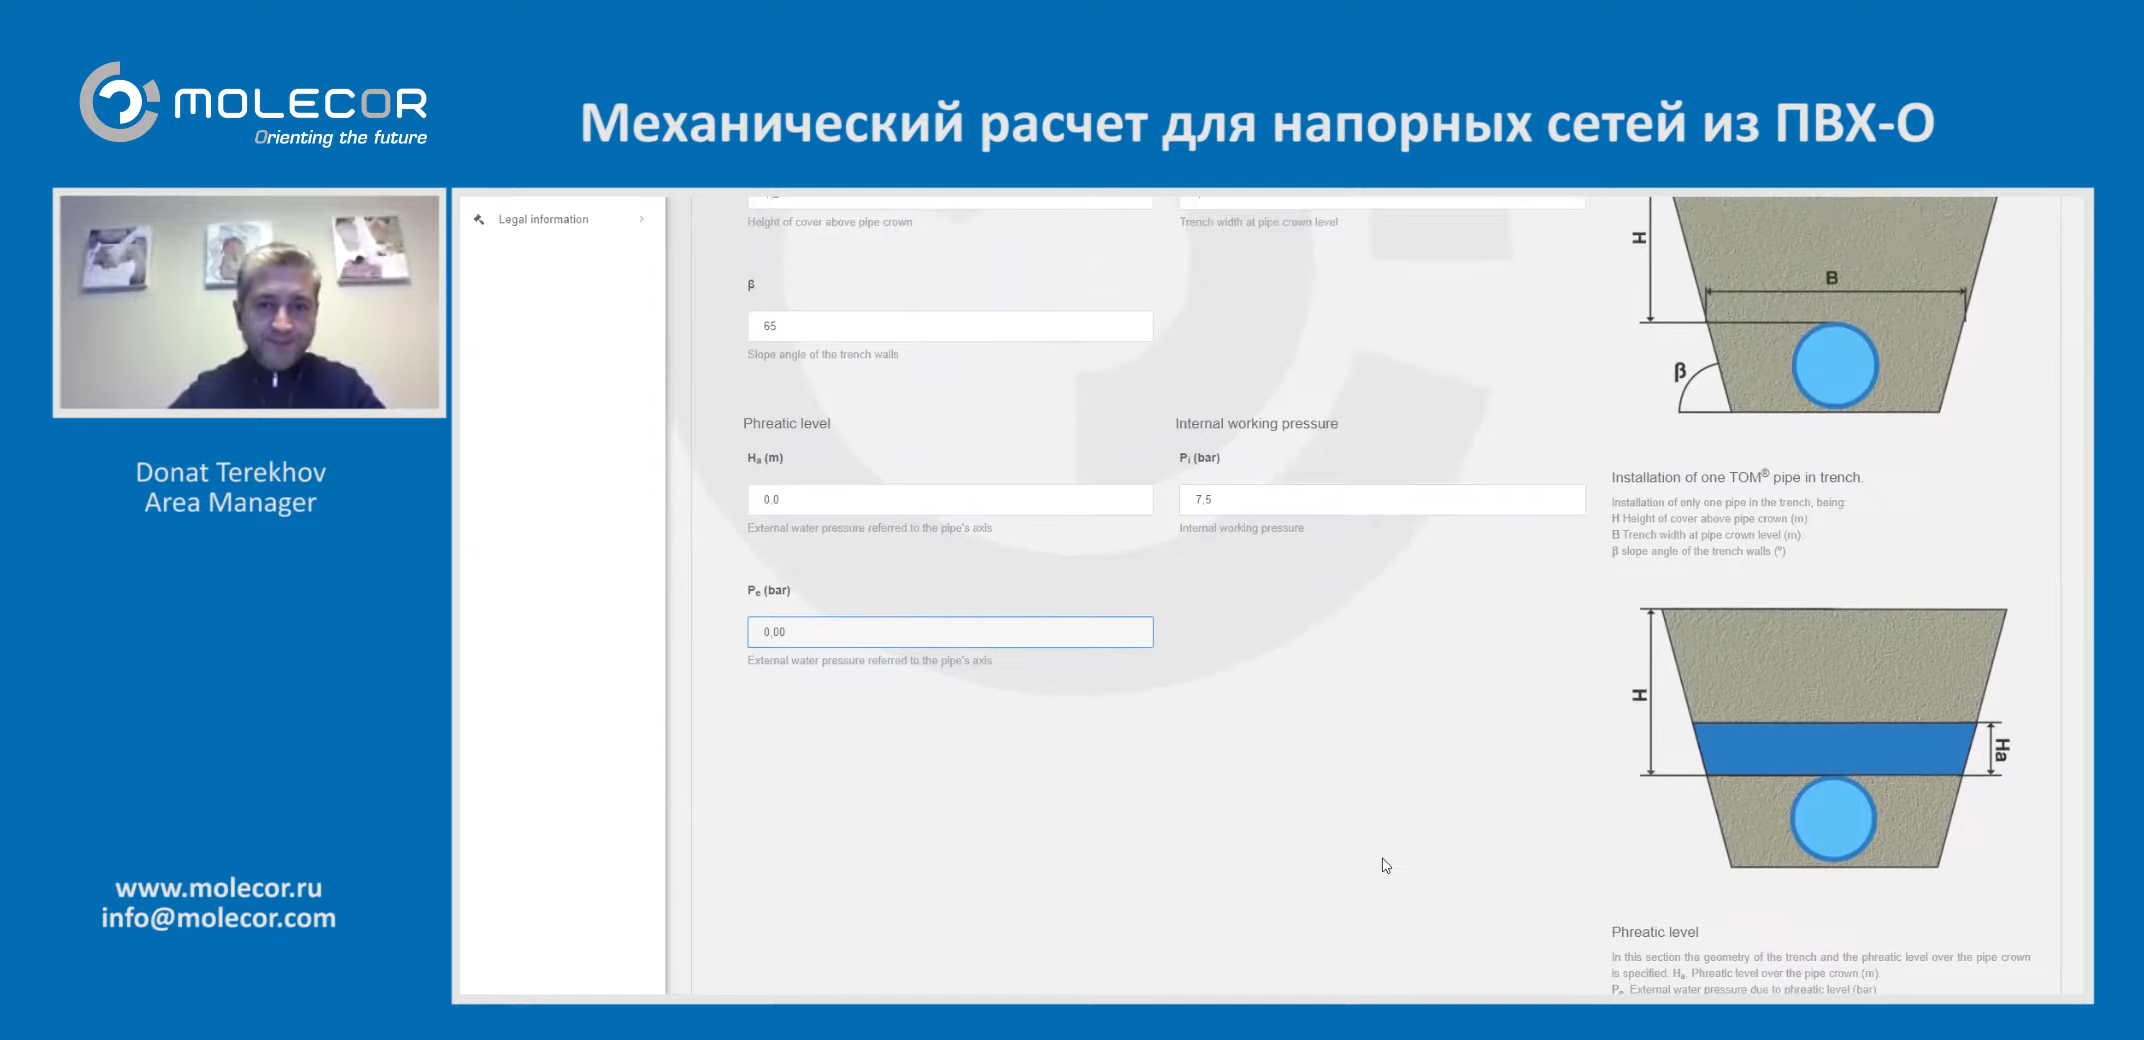 MOLECOR
Orienting the future
Механический расчет для напорных сетей из ПВХ-О
Donat Terekhov
Area Manager
www.molecor.ru
info@molecor.com
Legal information
Height of cover above pipe crown
Trench width at pipe crown level
β
65
Slope angle of the trench walls
Phreatic level
Internal working pressure
Ha (m)
Pi (bar)
0,0
7,5
External water pressure referred to the pipe's axis
Internal working pressure
Pe (bar)
0,00
External water pressure referred to the pipe's axis
H
B
β
Installation of one TOM® pipe in trench.
Installation of only one pipe in the trench, being:
H Height of cover above pipe crown (m)
B Trench width at pipe crown level (m)
β slope angle of the trench walls (º)
H
Ha
Phreatic level
In this section the geometry of the trench and the phreatic level over the pipe crown
is specified. Ha. Phreatic level over the pipe crown (m).
Pe. External water pressure due to phreatic level (bar)